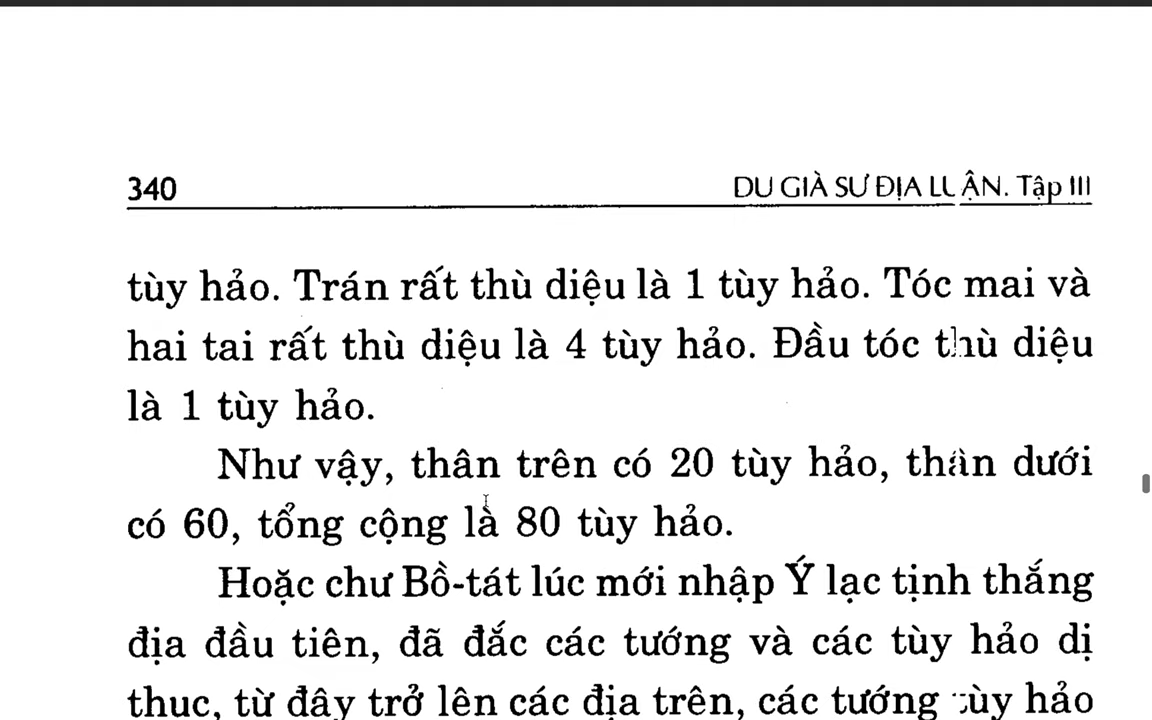 340 DU GIÀ SƯ ĐỊA LUẬN. Tập III
tùy hảo. Trán rất thù diệu là 1 tùy hảo. Tóc mai và
hai tai rất thù diệu là 4 tùy hảo. Đầu tóc thù diệu
là 1 tùy hảo.
Như vậy, thân trên có 20 tùy hảo, thân dưới
có 60, tổng cộng là 80 tùy hảo.
Hoặc chư Bồ-tát lúc mới nhập Ý lạc tịnh thắng
địa đầu tiên, đã đắc các tướng và các tùy hảo dị
thục, từ đây trở lên các địa trên, các tướng tùy hảo